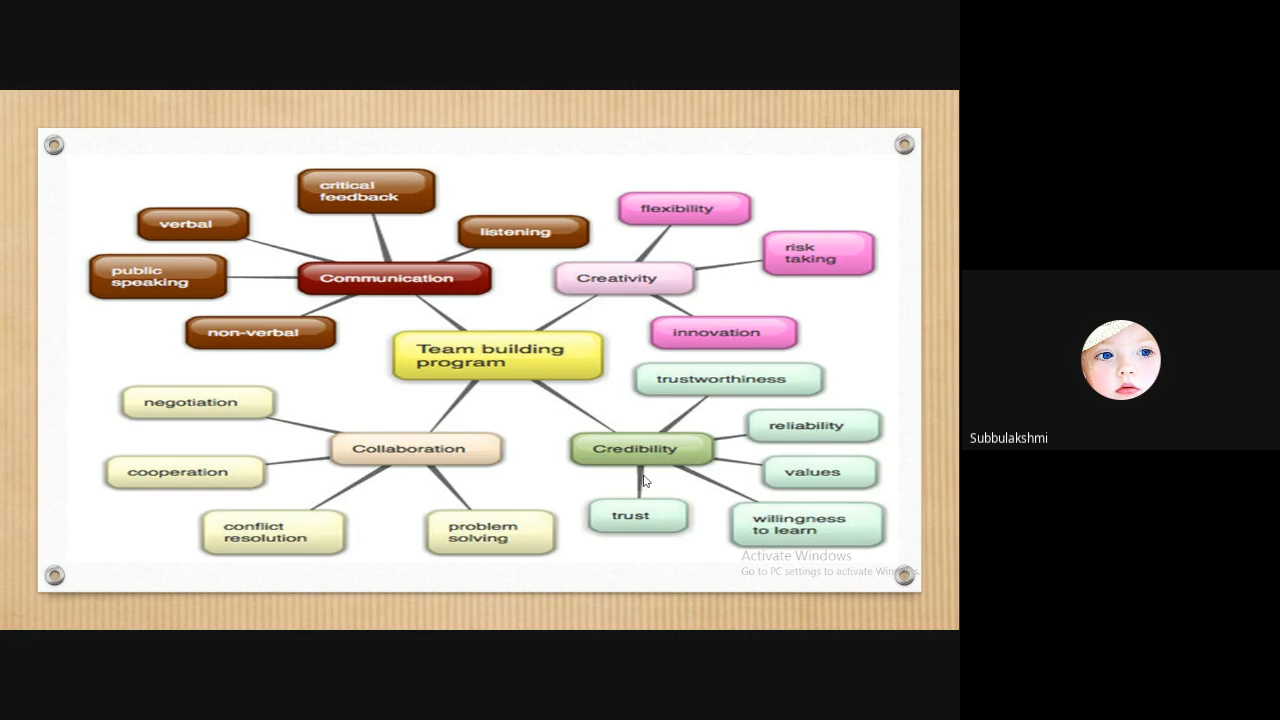 critical
feedback
verbal
listening
public
speaking
Communication
non-verbal
flexibility
risk
taking
Creativity
innovation
Team building
program
trustworthiness
negotiation
reliability
Collaboration
Credibility
cooperation
values
conflict
resolution
problem
solving
trust
willingness
to learn
Activate Windows
Go to PC settings to activate Windows.
Subbulakshmi